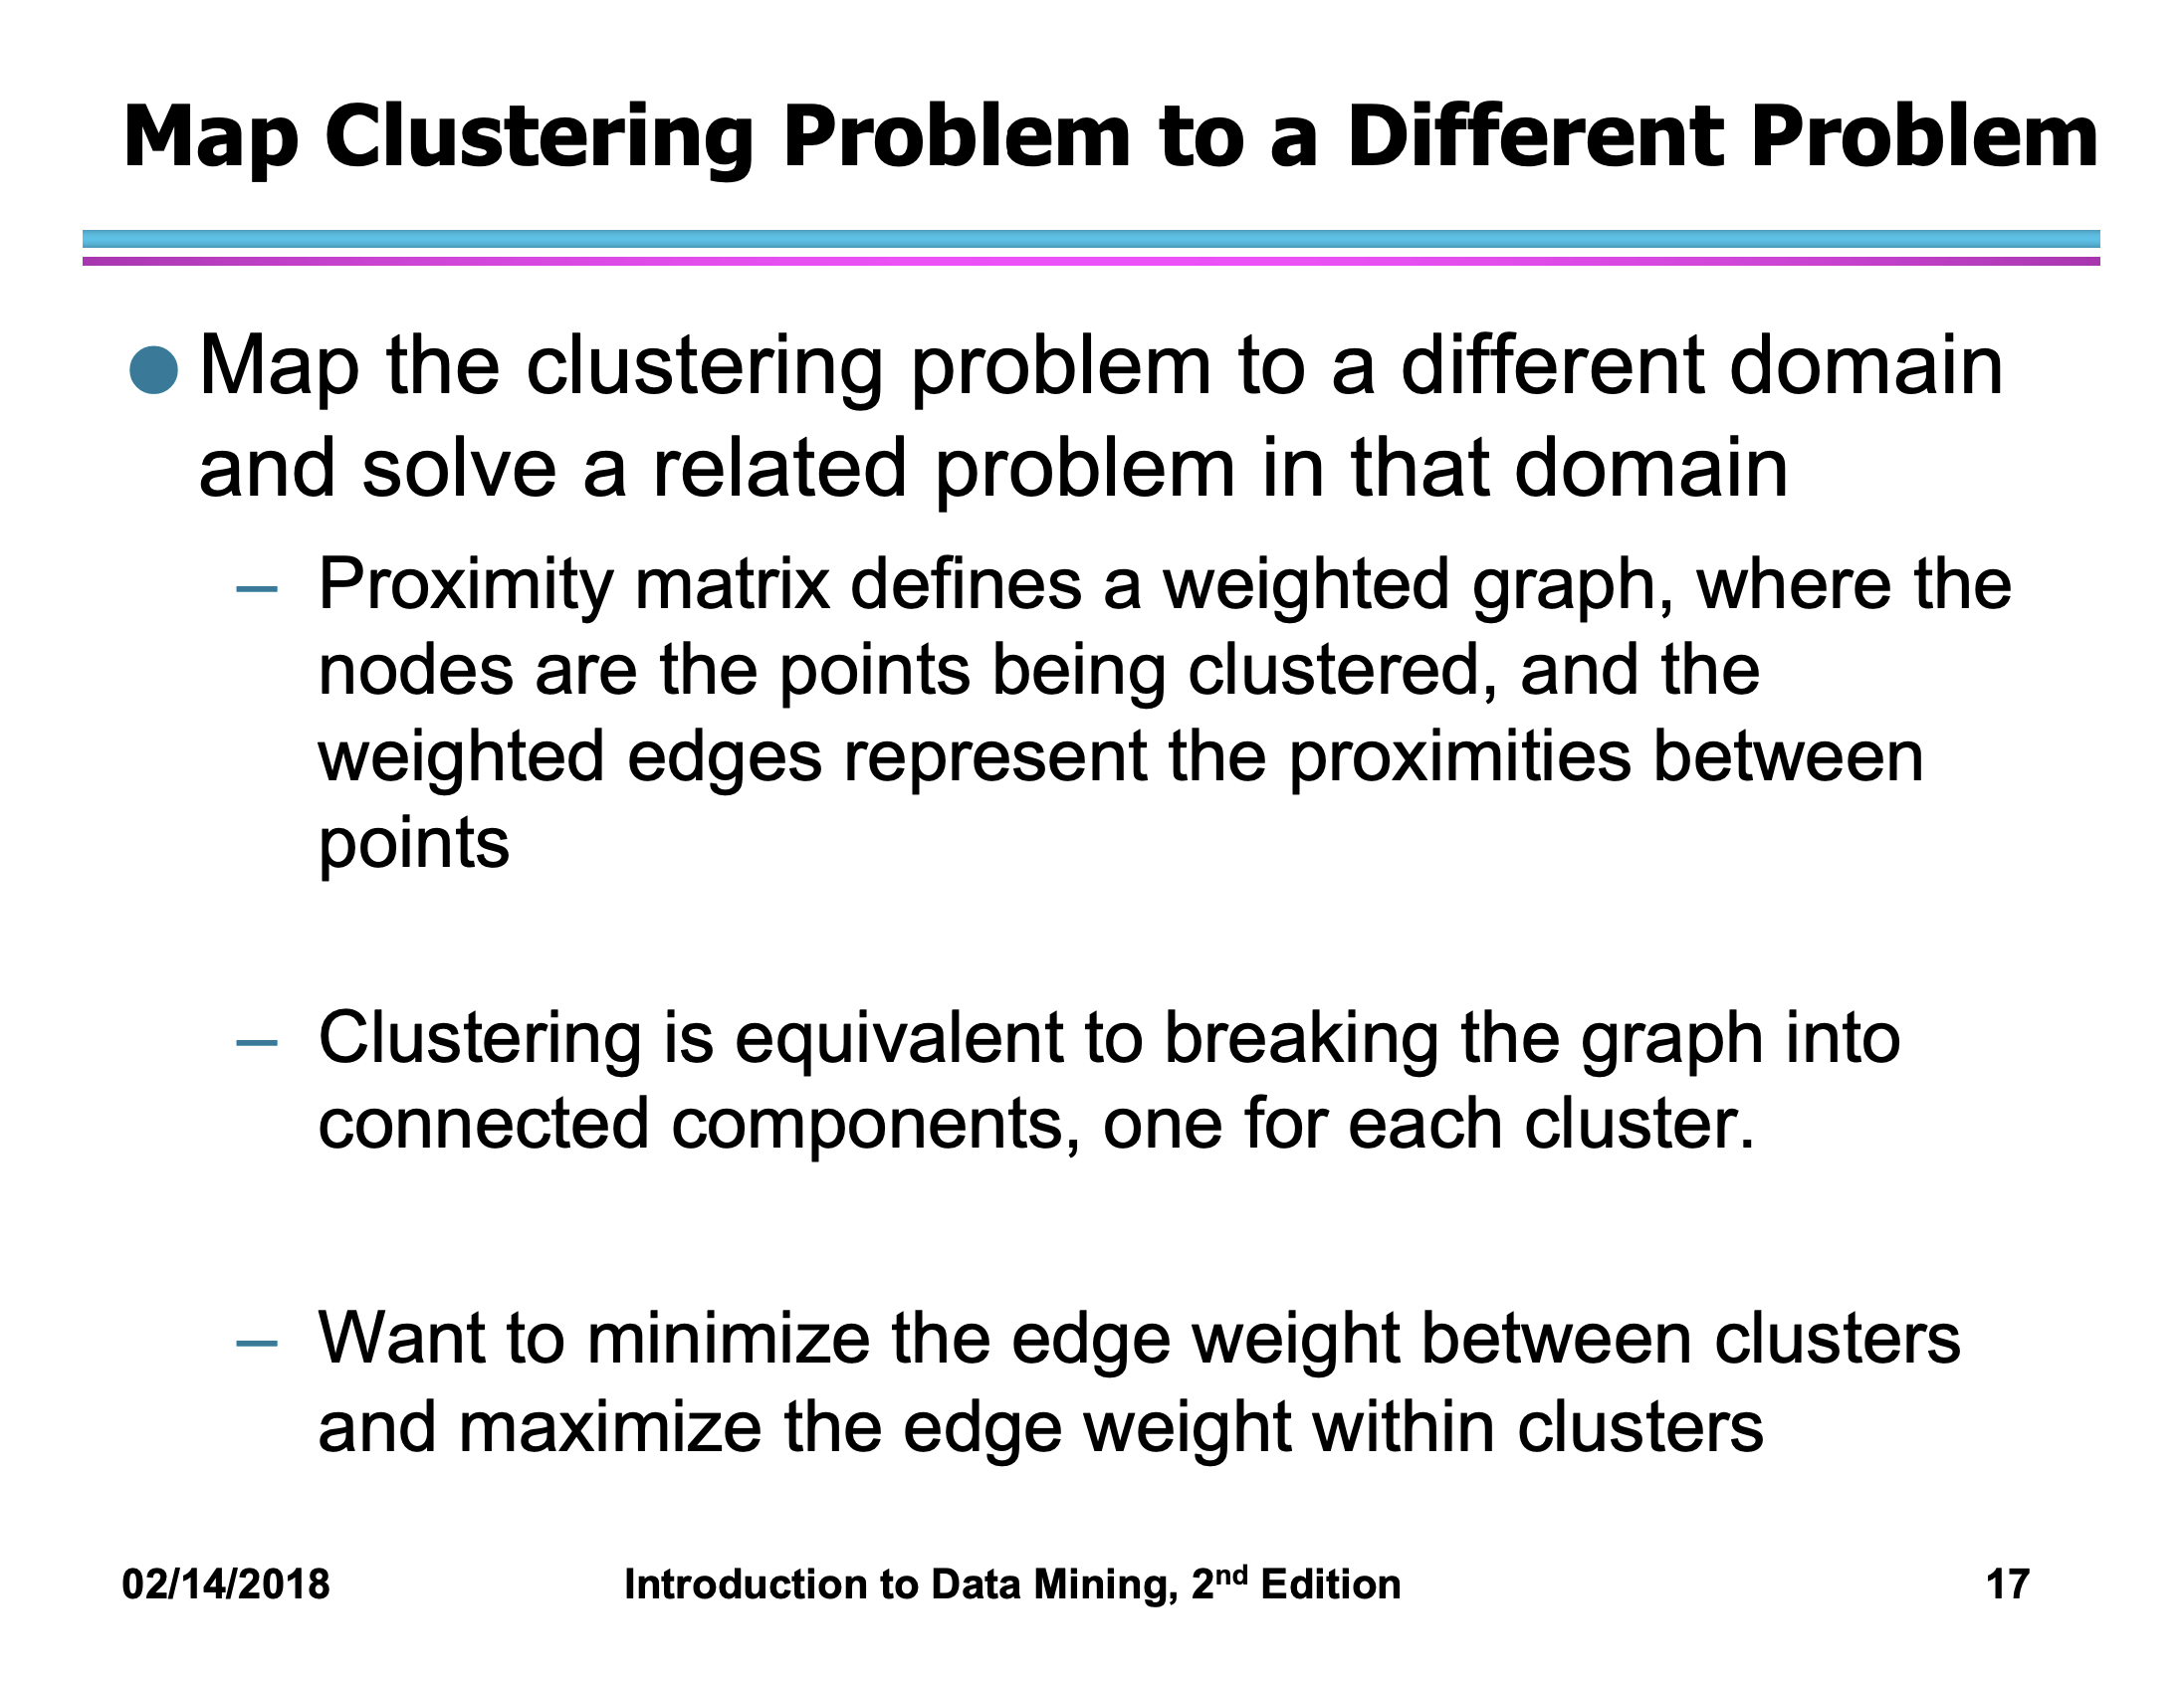 Map Clustering Problem to a Different Problem
● Map the clustering problem to a different domain
and solve a related problem in that domain
– Proximity matrix defines a weighted graph, where the
nodes are the points being clustered, and the
weighted edges represent the proximities between
points
– Clustering is equivalent to breaking the graph into
connected components, one for each cluster.
– Want to minimize the edge weight between clusters
and maximize the edge weight within clusters
02/14/2018 Introduction to Data Mining, 2nd Edition 17